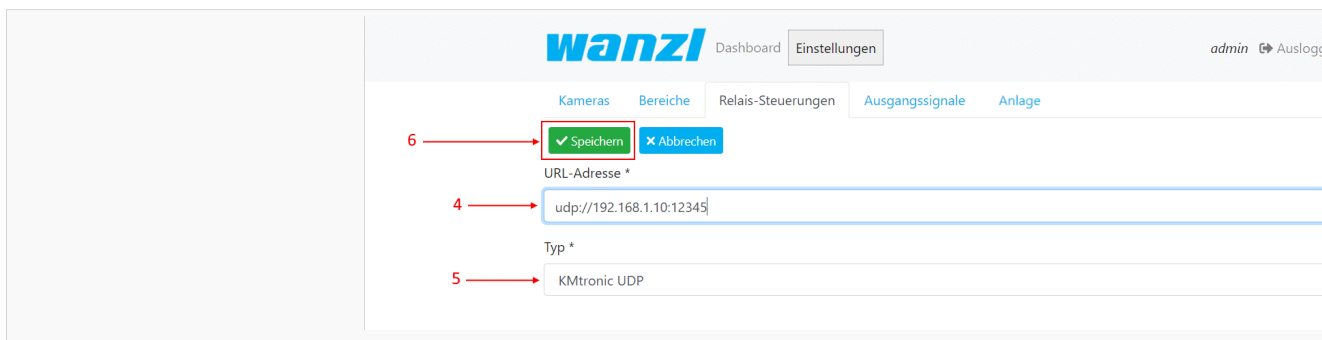 wanzl Dashboard Einstellungen admin Auslogg
Kameras Bereiche Relais-Steuerungen Ausgangssignale Anlage
6 Speichern Abbrechen
URL-Adresse *
4 udp://192.168.1.10:12345
Typ *
5 KMtronic UDP